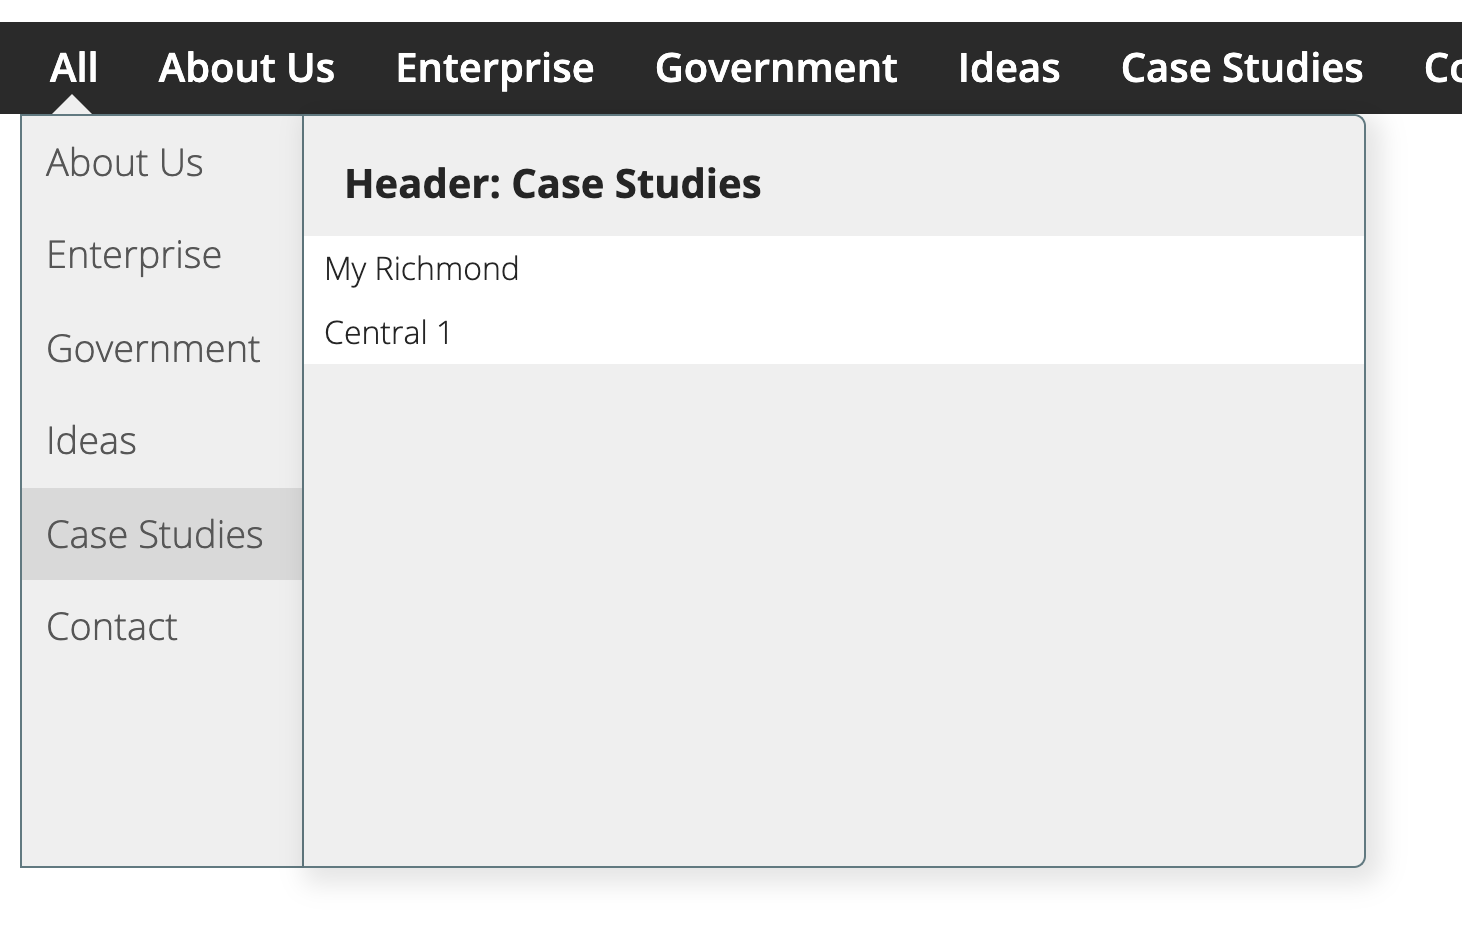 All About Us Enterprise Government Ideas Case Studies
About Us
Enterprise
Government
Ideas
Case Studies
Contact
Header: Case Studies
My Richmond
Central 1